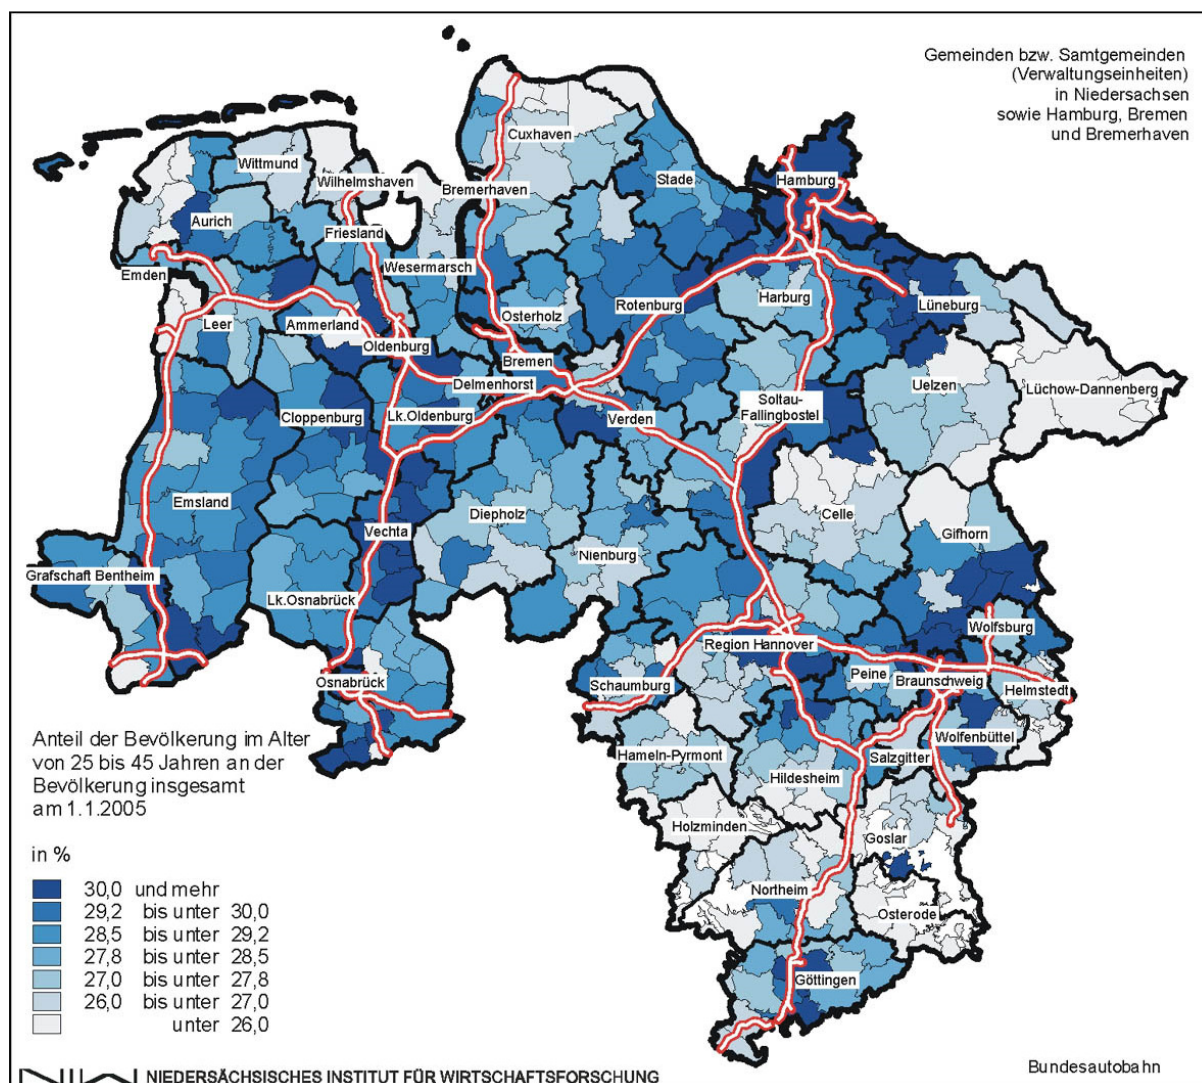 Gemeinden bzw. Samtgemeinden
(Verwaltungseinheiten)
in Niedersachsen
sowie Hamburg, Bremen
und Bremerhaven
Cuxhaven
Wittmund
Wilhelmshaven
Bremerhaven
Stade
Hamburg
Aurich
Friesland
Emden
Wesermarsch
Leer
Ammerland
Osterholz
Rotenburg
Harburg
Lüneburg
Oldenburg
Bremen
Delmenhorst
Uelzen
Lüchow-Dannenberg
Cloppenburg
Lk.Oldenburg
Verden
Soltau-
Fallingbostel
Emsland
Vechta
Diepholz
Nienburg
Celle
Gifhorn
Grafschaft Bentheim
Lk.Osnabrück
Region Hannover
Wolfsburg
Osnabrück
Schaumburg
Peine
Braunschweig
Helmstedt
Hameln-Pyrmont
Hildesheim
Salzgitter
Wolfenbüttel
Holzminden
Goslar
Northeim
Osterode
Göttingen
Anteil der Bevölkerung im Alter
von 25 bis 45 Jahren an der
Bevölkerung insgesamt
am 1.1.2005
in %
30,0 und mehr
29,2 bis unter 30,0
28,5 bis unter 29,2
27,8 bis unter 28,5
27,0 bis unter 27,8
26,0 bis unter 27,0
unter 26,0
Bundesautobahn
NIEDERSÄCHSISCHES INSTITUT FÜR WIRTSCHAFTSFORSCHUNG